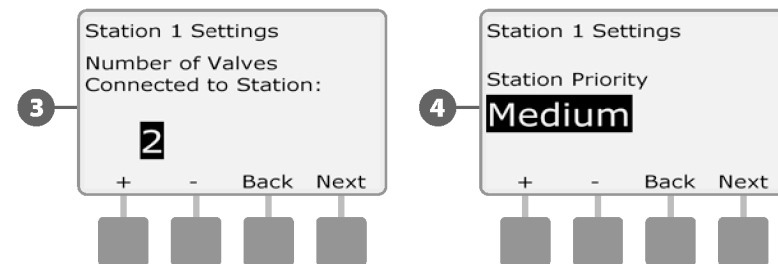 3
Station 1 Settings
Number of Valves
Connected to Station:
2
+ - Back Next
4
Station 1 Settings
Station Priority
Medium
+ - Back Next